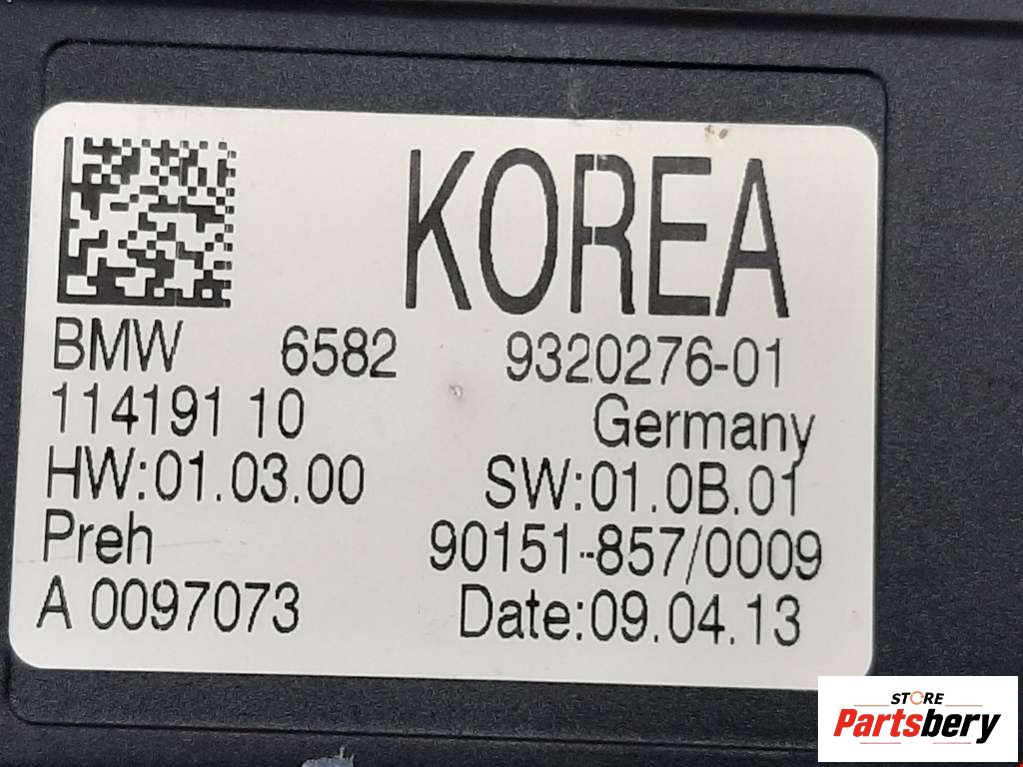 KOREA
BMW 6582 9320276-01
114191 10 Germany
HW:01.03.00 SW:01.0B.01
Preh 90151-857/0009
A 0097073 Date:09.04.13
STORE
Partsbery